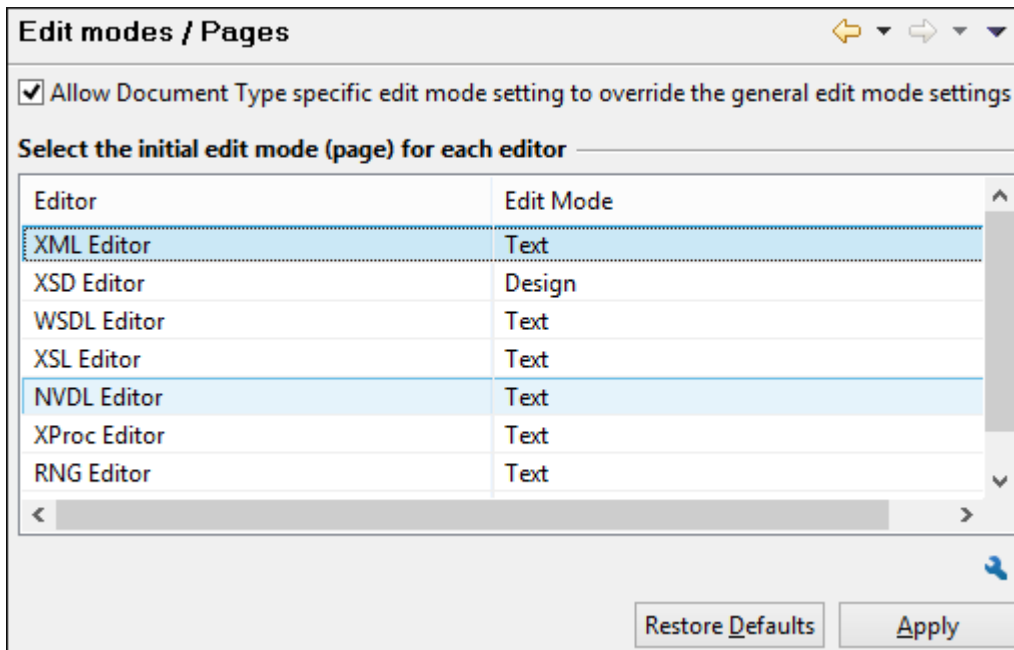 Edit modes / Pages
Allow Document Type specific edit mode setting to override the general edit mode settings
Select the initial edit mode (page) for each editor
Editor Edit Mode
XML Editor Text
XSD Editor Design
WSDL Editor Text
XSL Editor Text
NVDL Editor Text
XProc Editor Text
RNG Editor Text
Restore Defaults Apply